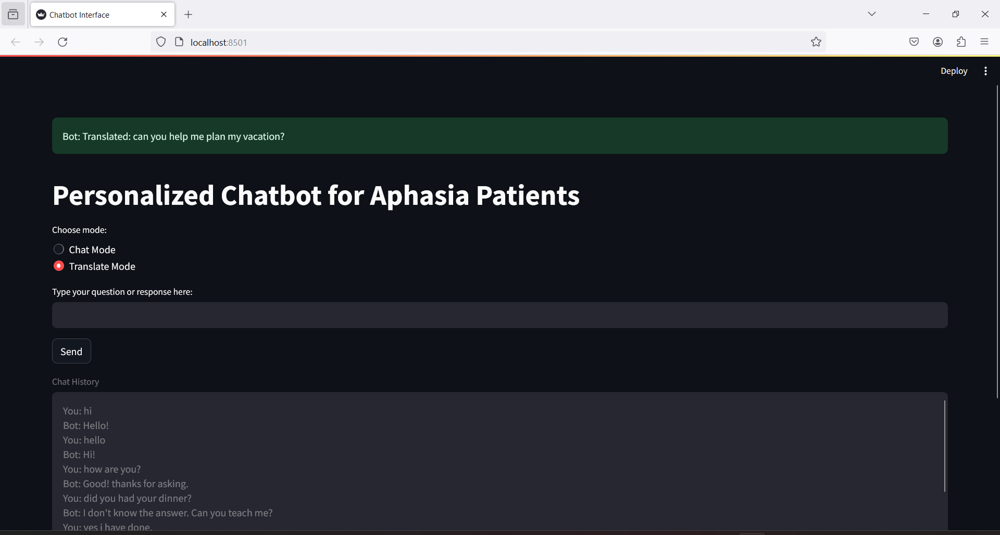 Chatbot Interface
localhost:8501
Deploy
Bot: Translated: can you help me plan my vacation?
Personalized Chatbot for Aphasia Patients
Choose mode:
Chat Mode
Translate Mode
Type your question or response here:
Send
Chat History
You: hi
Bot: Hello!
You: hello
Bot: Hi!
You: how are you?
Bot: Good! thanks for asking.
You: did you had your dinner?
Bot: I don't know the answer. Can you teach me?
You: yes i have done.